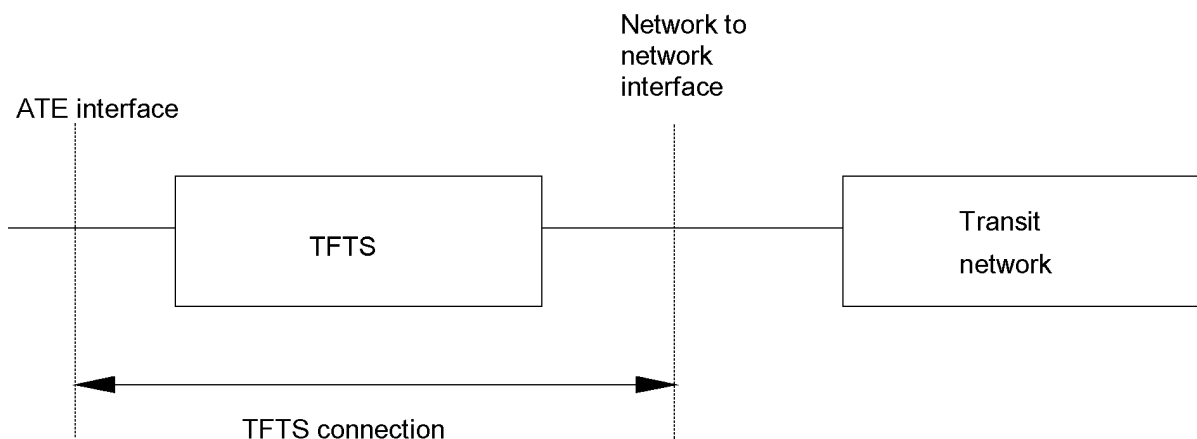 Network to
network
interface
ATE interface
TFTS
Transit
network
TFTS connection